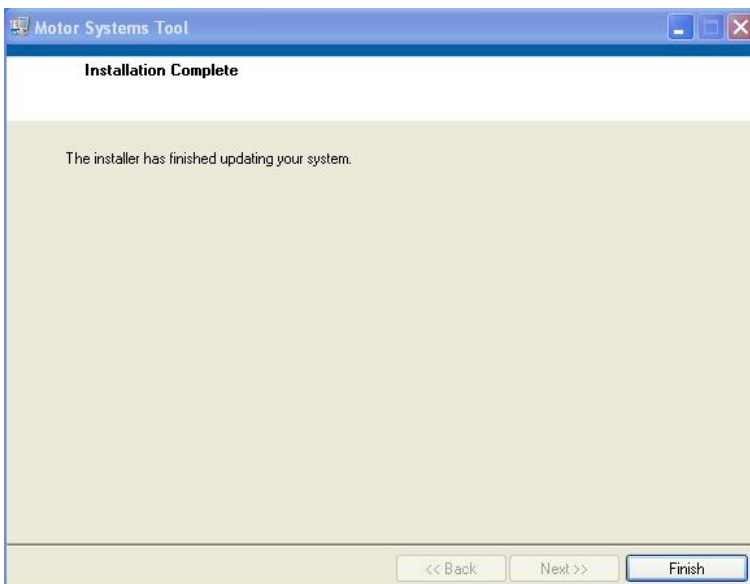 Motor Systems Tool
Installation Complete
The installer has finished updating your system.
<< Back Next >> Finish